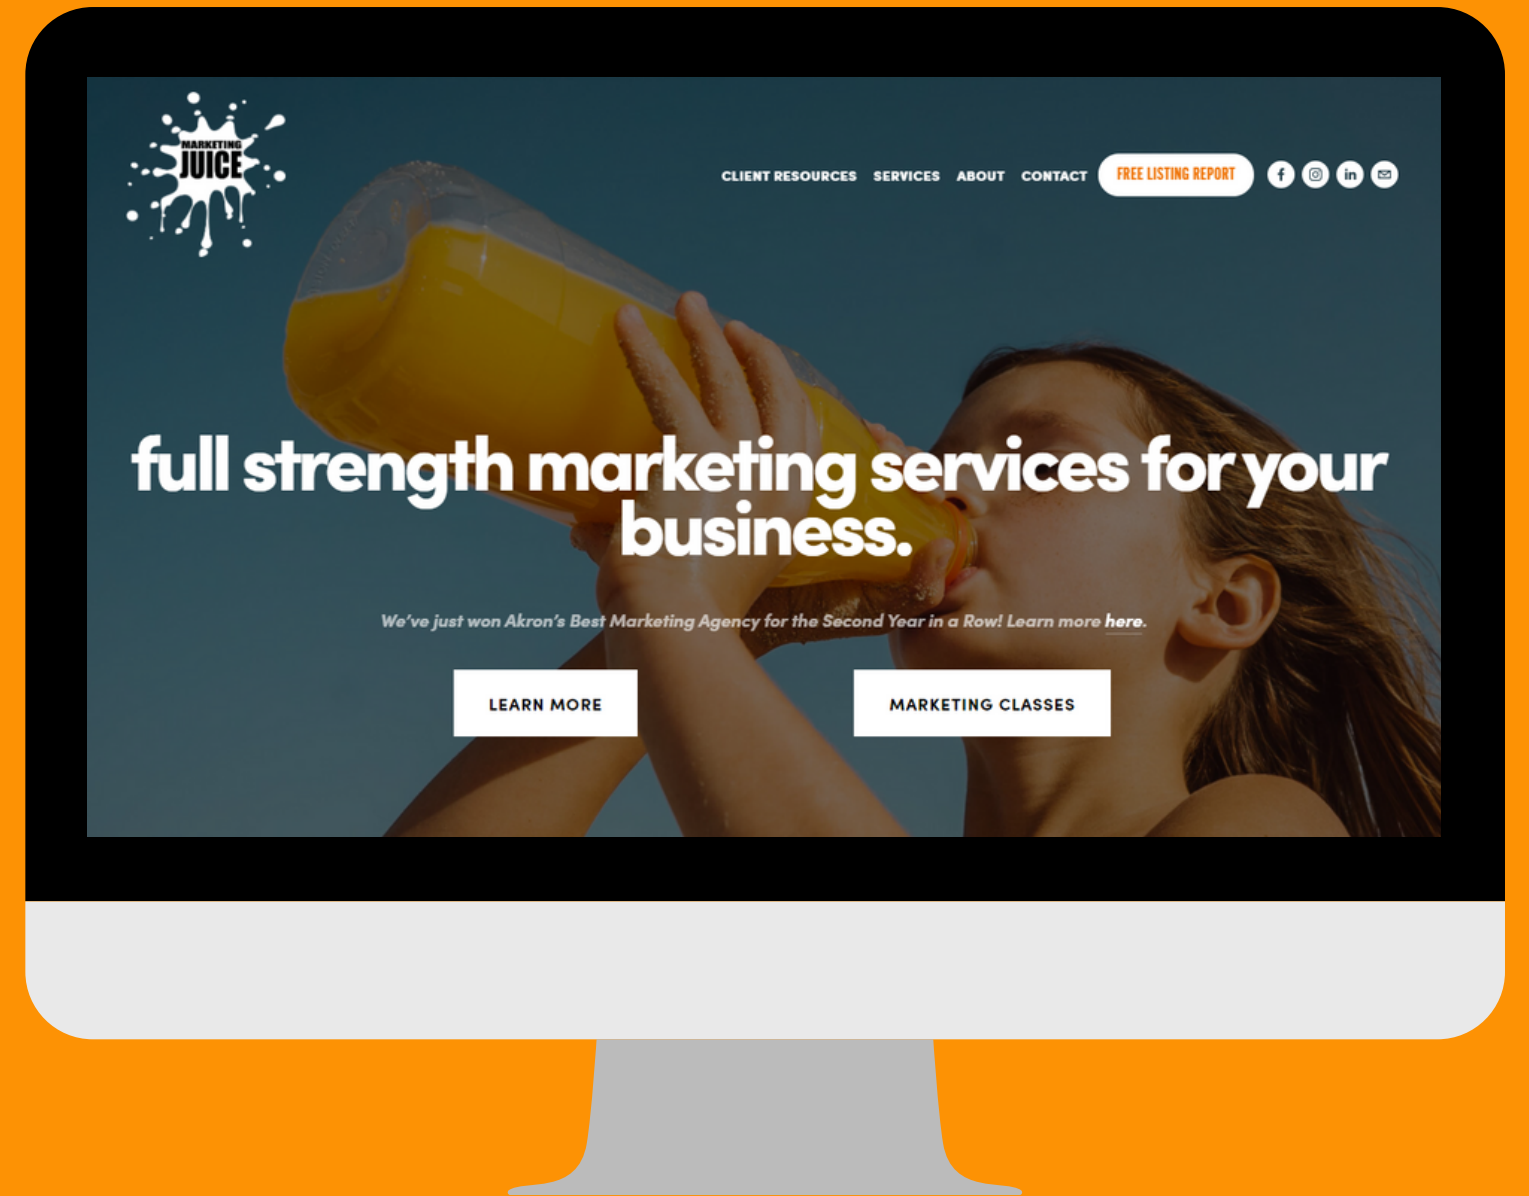 MARKETING
JUICE
CLIENT RESOURCES SERVICES ABOUT CONTACT FREE LISTING REPORT
full strength marketing services for your
business.
We've just won Akron's Best Marketing Agency for the Second Year in a Row! Learn more here.
LEARN MORE MARKETING CLASSES